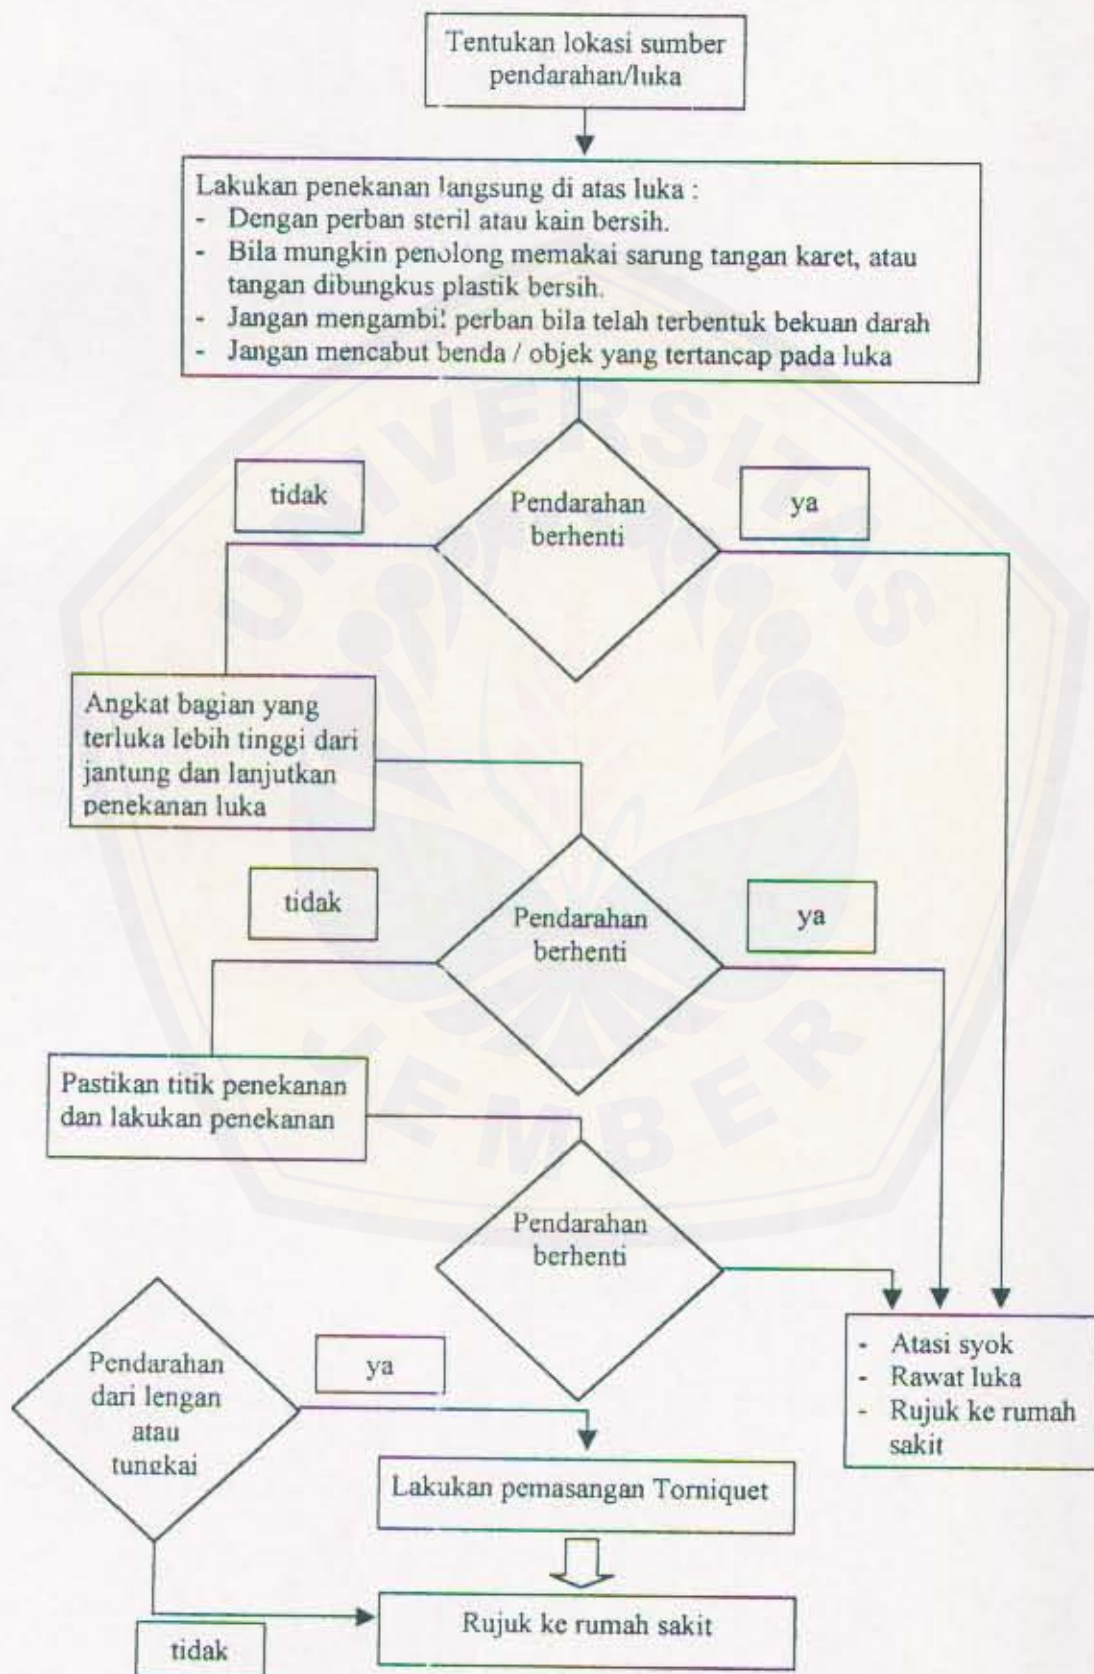 Tentukan lokasi sumber
pendarahan/luka
Lakukan penekanan langsung di atas luka :
- Dengan perban steril atau kain bersih.
- Bila mungkin penolong memakai sarung tangan karet, atau
tangan dibungkus plastik bersih.
- Jangan mengambil perban bila telah terbentuk bekuan darah
- Jangan mencabut benda / objek yang tertancap pada luka
UNIVERSITAS
tidak
Pendarahan
berhenti
ya
Angkat bagian yang
terluka lebih tinggi dari
jantung dan lanjutkan
penekanan luka
tidak
Pendarahan
berhenti
ya
JEMBER
Pastikan titik penekanan
dan lakukan penekanan
Pendarahan
berhenti
Pendarahan
dari lengan
atau
tungkai
ya
- Atasi syok
- Rawat luka
- Rujuk ke rumah
sakit
Lakukan pemasangan Torniquet
Rujuk ke rumah sakit
tidak